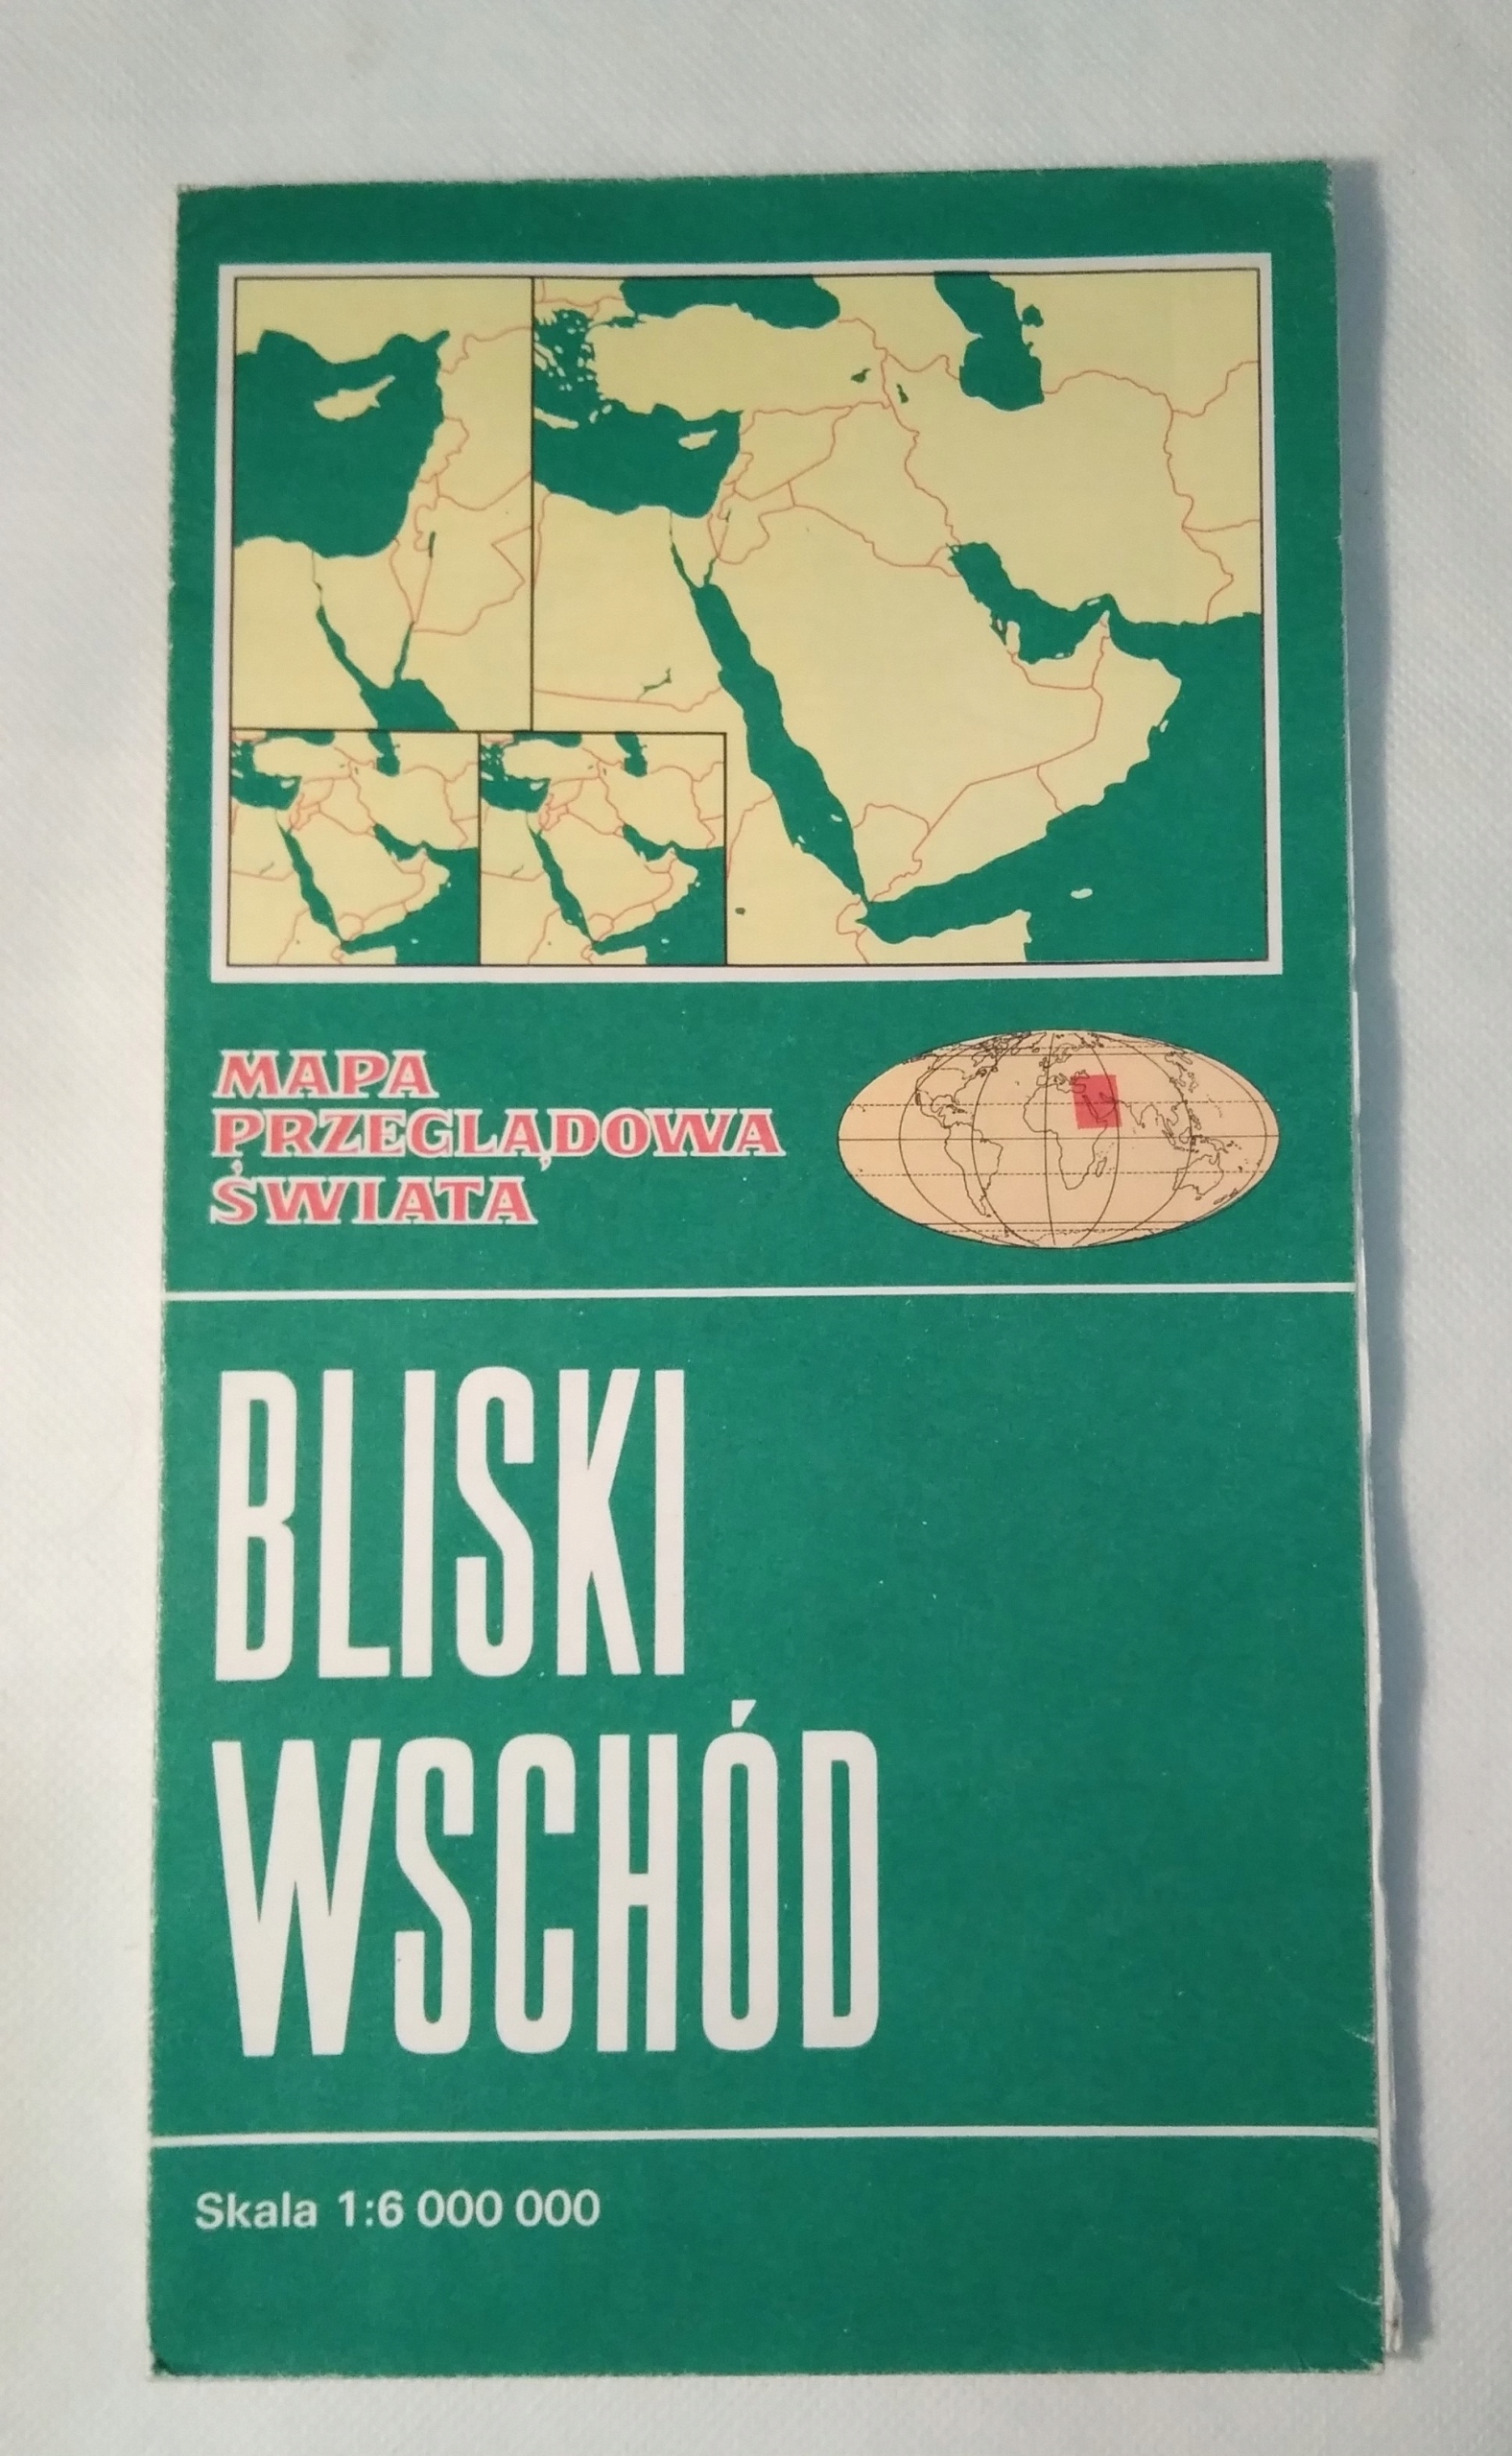 MAPA
PRZEGLĄDOWA
ŚWIATA
BLISKI
WSCHÓD
Skala 1:6 000 000